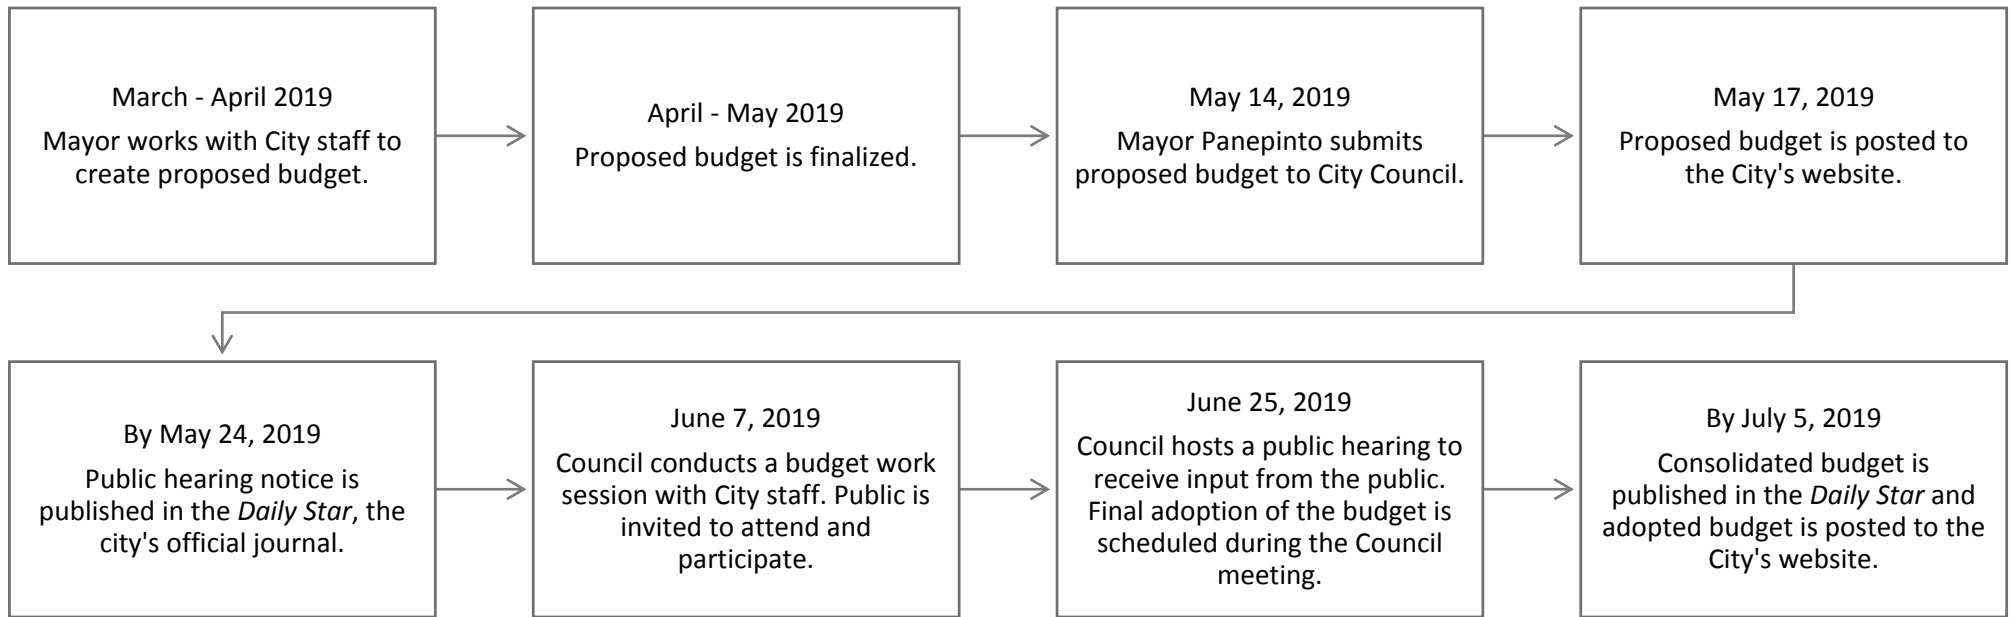 March - April 2019
Mayor works with City staff to
create proposed budget.
April - May 2019
Proposed budget is finalized.
May 14, 2019
Mayor Panepinto submits
proposed budget to City Council.
May 17, 2019
Proposed budget is posted to
the City's website.
By May 24, 2019
Public hearing notice is
published in the Daily Star, the
city's official journal.
June 7, 2019
Council conducts a budget work
session with City staff. Public is
invited to attend and
participate.
June 25, 2019
Council hosts a public hearing to
receive input from the public.
Final adoption of the budget is
scheduled during the Council
meeting.
By July 5, 2019
Consolidated budget is
published in the Daily Star and
adopted budget is posted to the
City's website.